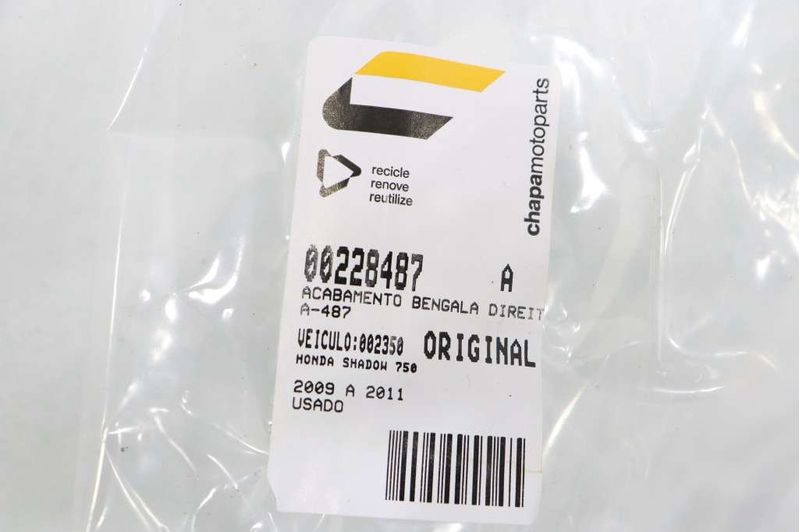 recicle
renove
reutilize
chapamotoparts
00228487 A
ACABAMENTO BENGALA DIREIT
A-487
VEICULO:002350 ORIGINAL
HONDA SHADOW 750
2009 A 2011
USADO